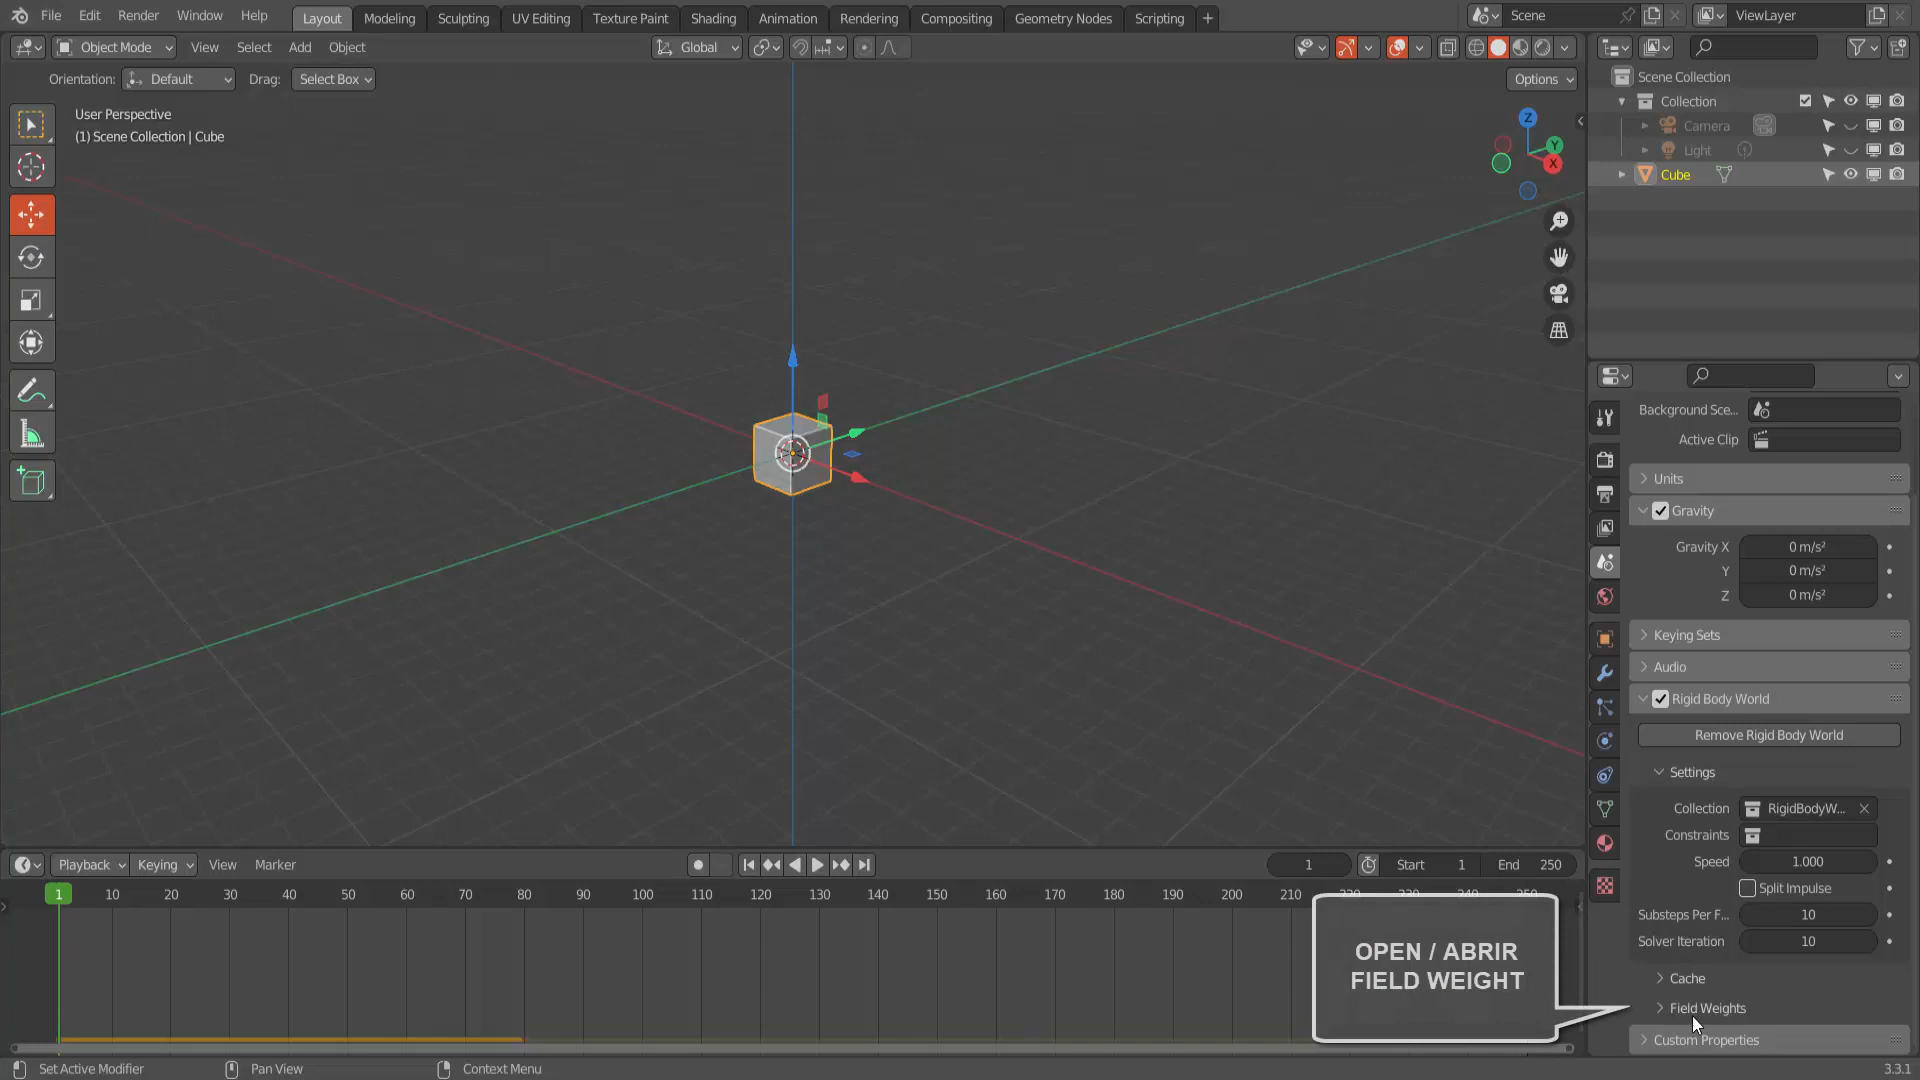 File Edit Render Window Help Layout Modeling Sculpting UV Editing Texture Paint Shading Animation Rendering Compositing Geometry Nodes Scripting + Scene ViewLayer
Object Mode View Select Add Object Global
Orientation: Default Drag: Select Box Options
User Perspective
(1) Scene Collection | Cube
Z
Y
X
Scene Collection
Collection
Camera
Light
Cube
Background Sce...
Active Clip
Units
Gravity
Gravity X 0 m/s²
Y 0 m/s²
Z 0 m/s²
Keying Sets
Audio
Rigid Body World
Remove Rigid Body World
Settings
Collection RigidBodyW...
Constraints
Speed 1.000
Split Impulse
Substeps Per F... 10
Solver Iteration 10
Cache
Field Weights
Custom Properties
Playback Keying View Marker 1 Start 1 End 250
1 10 20 30 40 50 60 70 80 90 100 110 120 130 140 150 160 170 180 190 200 210 220 230 240 250
OPEN / ABRIR
FIELD WEIGHT
Set Active Modifier Pan View Context Menu 3.3.1